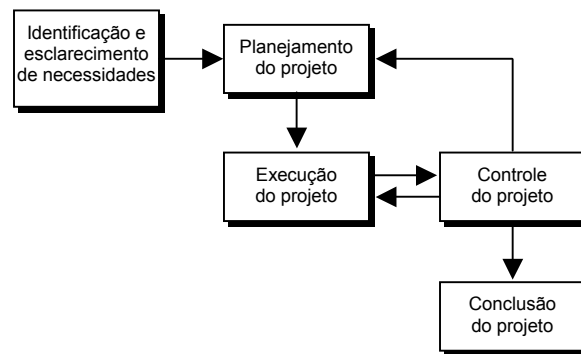 Identificação e
esclarecimento
de necessidades
Planejamento
do projeto
Execução
do projeto
Controle
do projeto
Conclusão
do projeto